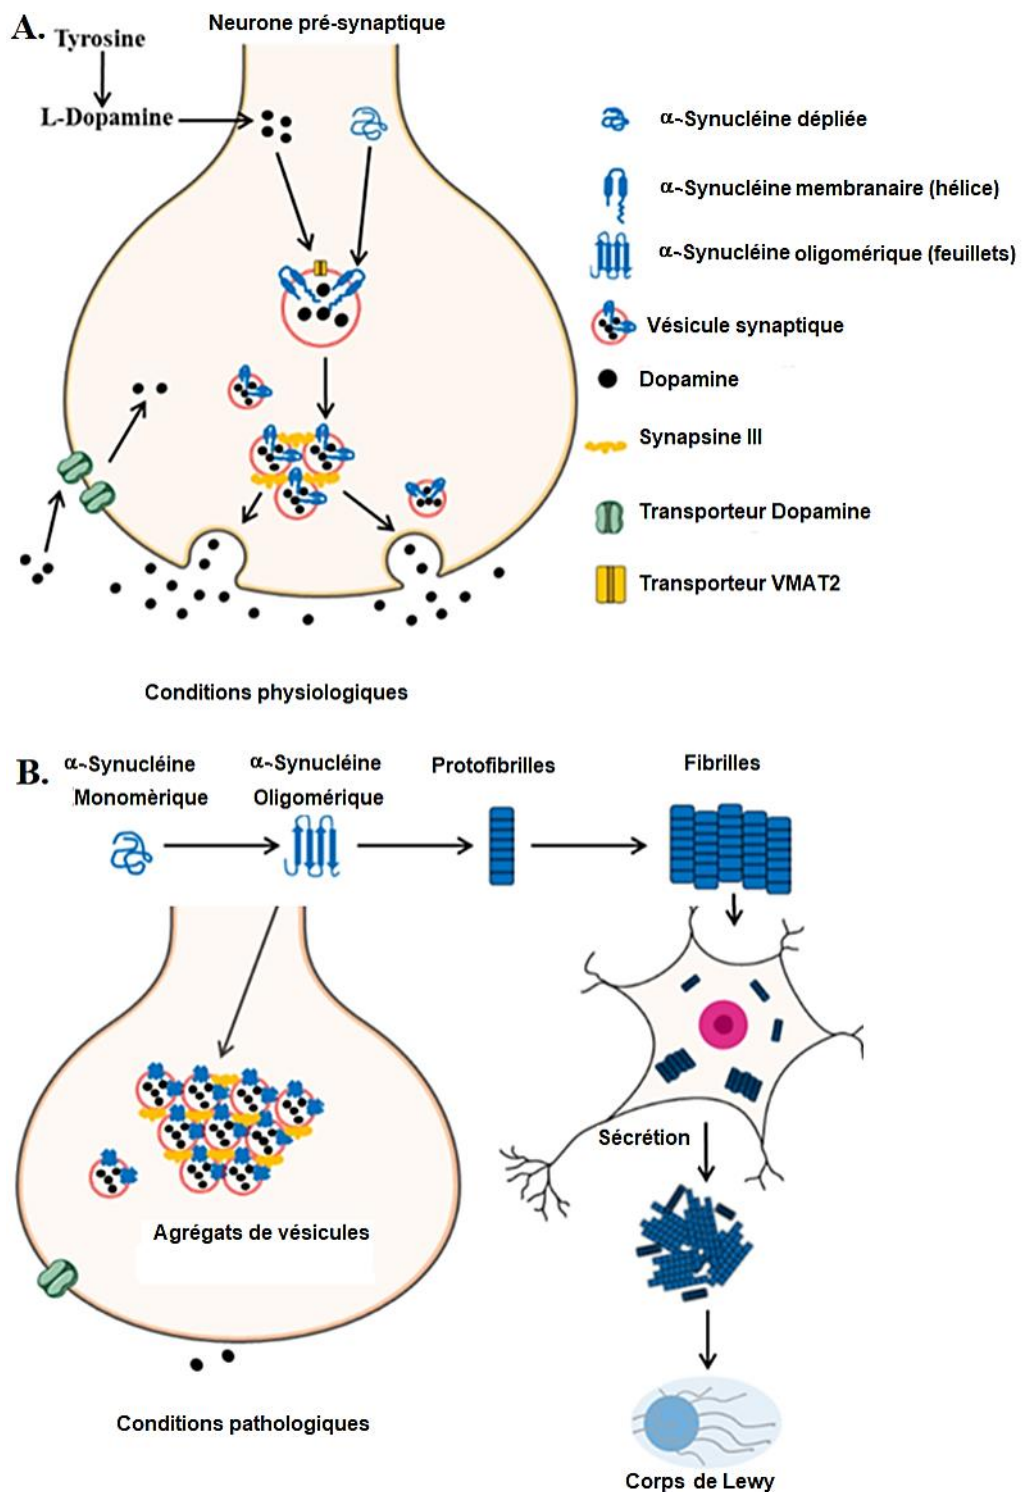 A.
Neurone pré-synaptique
Tyrosine
L-Dopamine
α-Synucléine dépliée
α-Synucléine membranaire (hélice)
α-Synucléine oligomérique (feuillets)
Vésicule synaptique
Dopamine
Synapsine III
Transporteur Dopamine
Transporteur VMAT2
Conditions physiologiques
B.
α-Synucléine
Monomèrique
α-Synucléine
Oligomérique
Protofibrilles
Fibrilles
Sécrétion
Agrégats de vésicules
Conditions pathologiques
Corps de Lewy